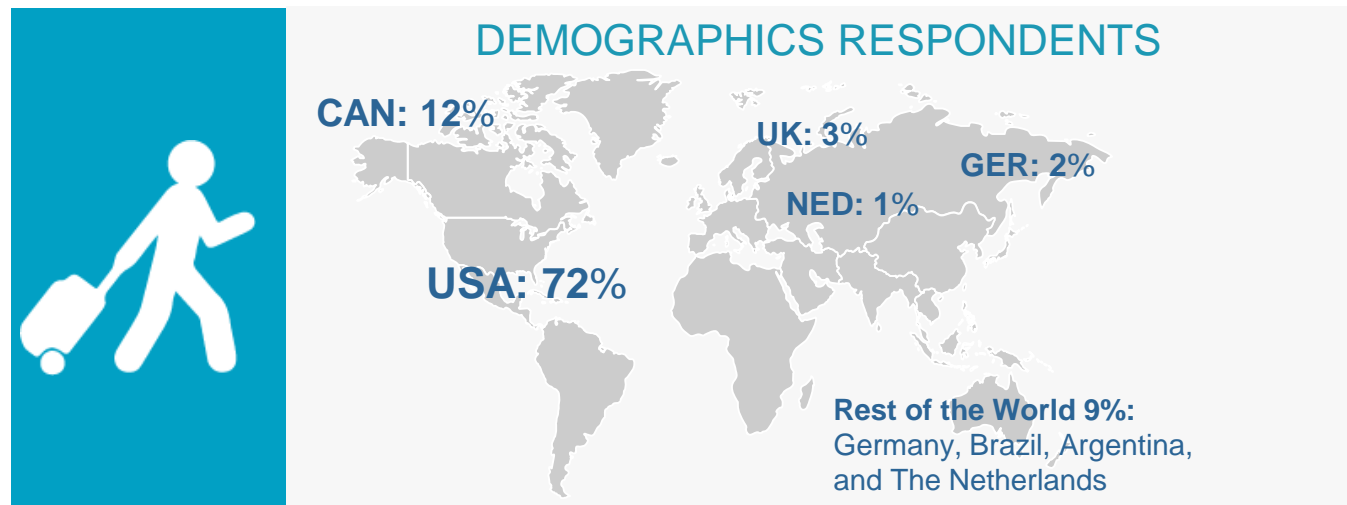 DEMOGRAPHICS RESPONDENTS
CAN: 12%
UK: 3%
GER: 2%
NED: 1%
USA: 72%
Rest of the World 9%:
Germany, Brazil, Argentina,
and The Netherlands